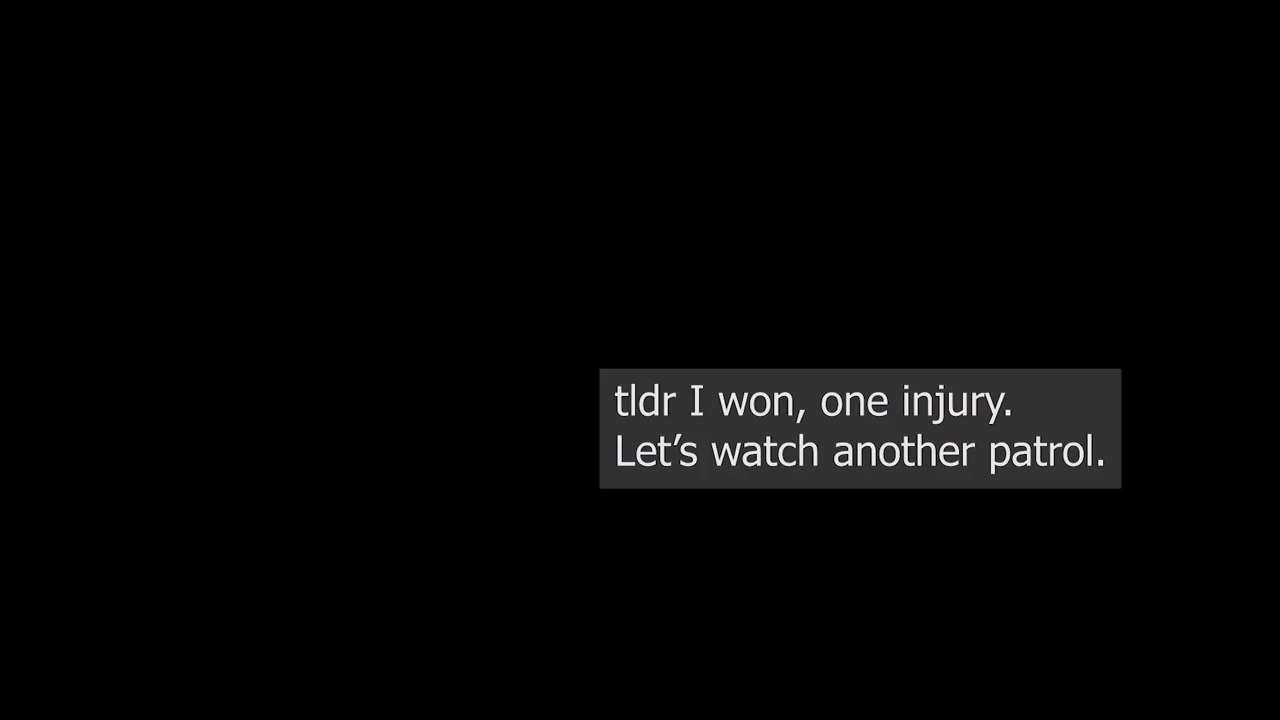 tldr I won, one injury.
Let’s watch another patrol.